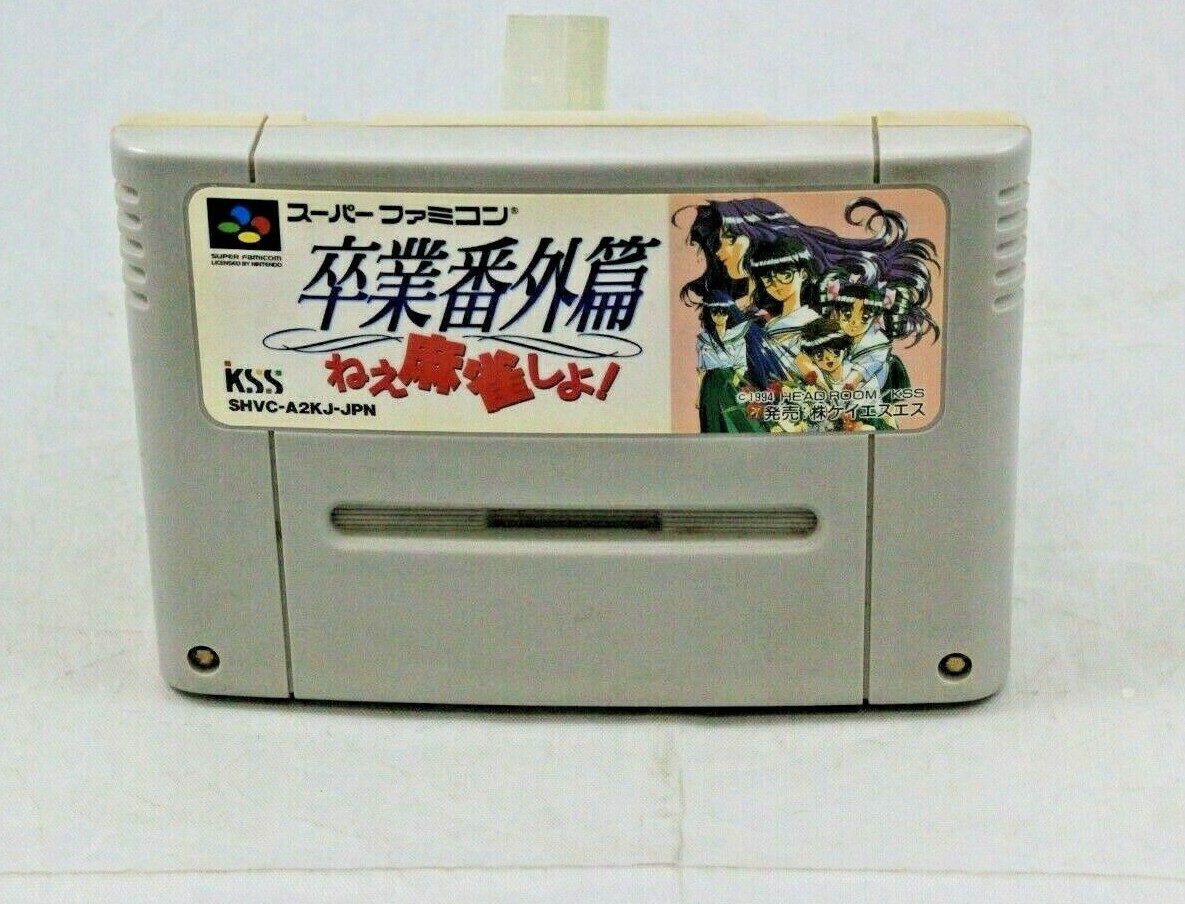 スーパーファミコン®
SUPER FAMICOM
LICENSED BY NINTENDO
卒業番外篇
ねぇ麻雀しよ!
KSS
SHVC-A2KJ-JPN
©1994 HEAD ROOM/KSS
発売:㈱ケイエスエス